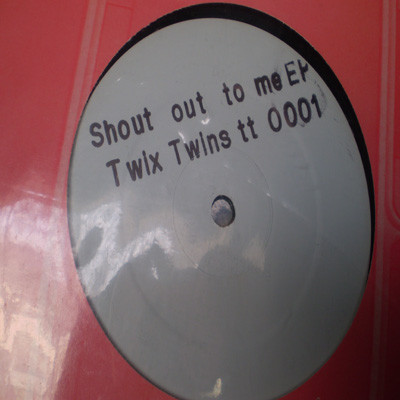 Shout out to me EP
Twix Twins tt 0001